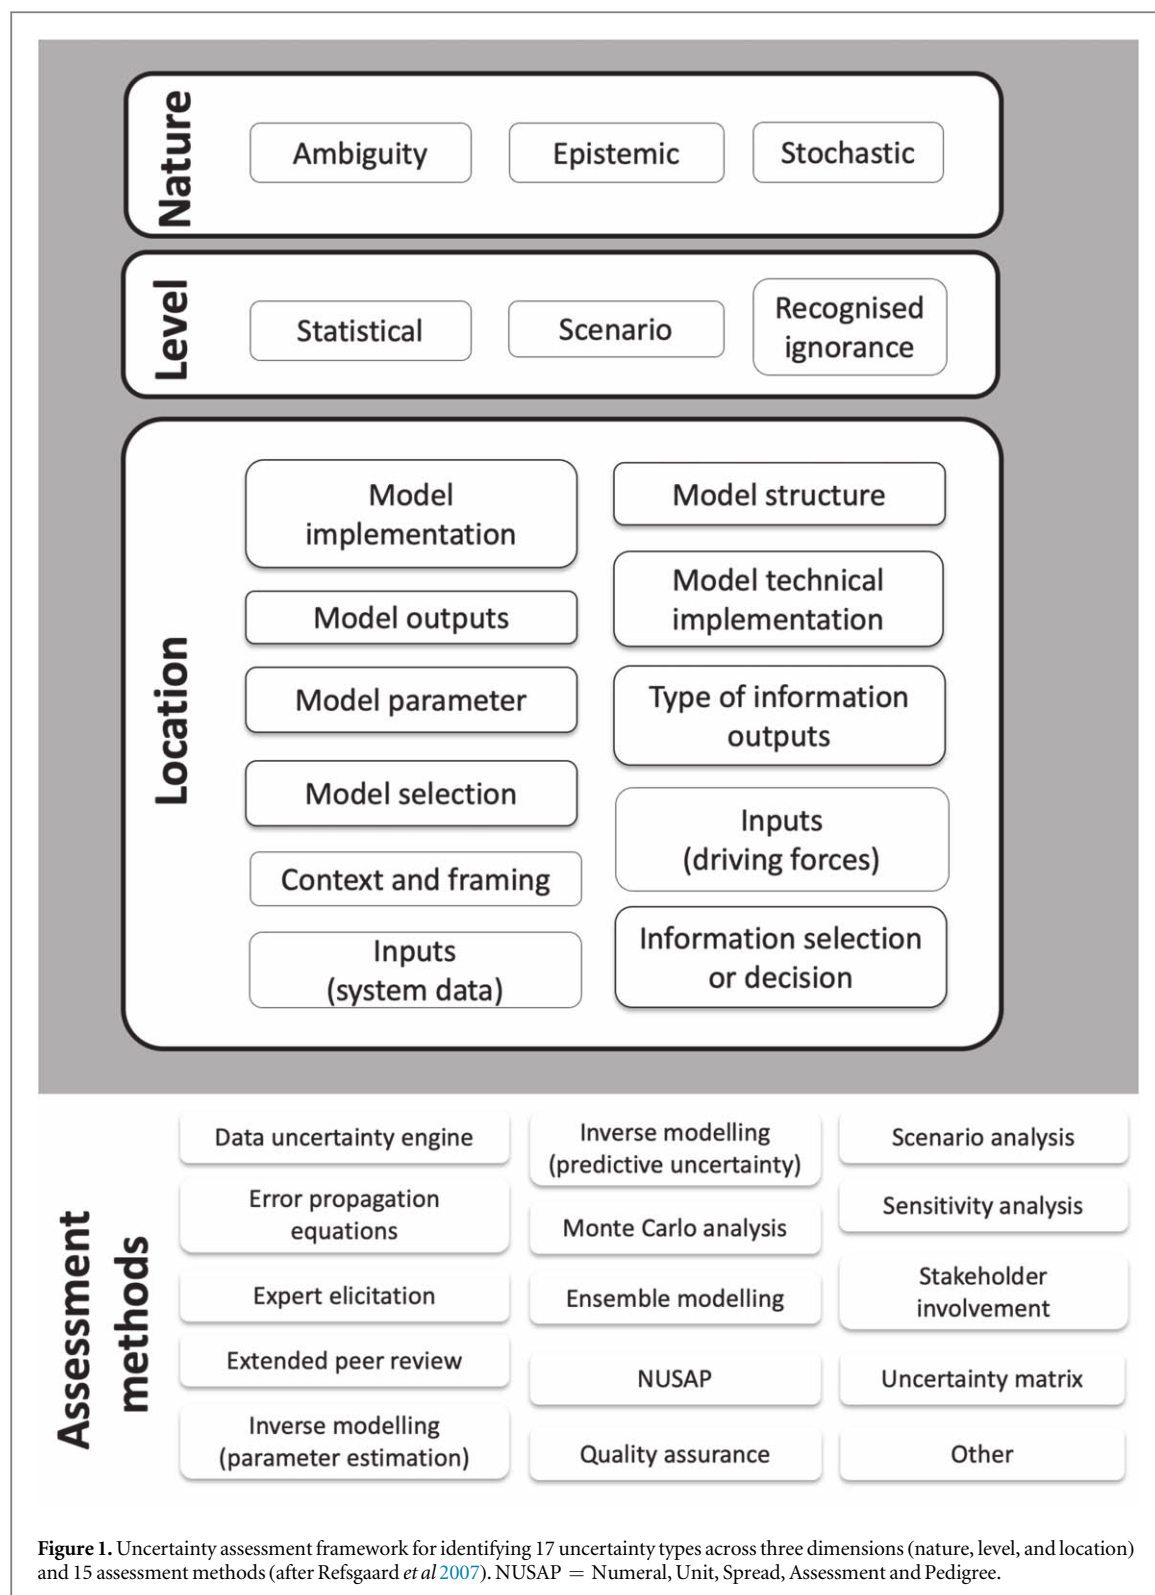 Nature
Ambiguity
Epistemic
Stochastic
Level
Statistical
Scenario
Recognised
ignorance
Location
Model
implementation
Model outputs
Model parameter
Model selection
Context and framing
Inputs
(system data)
Model structure
Model technical
implementation
Type of information
outputs
Inputs
(driving forces)
Information selection
or decision
Assessment
methods
Data uncertainty engine
Error propagation
equations
Expert elicitation
Extended peer review
Inverse modelling
(parameter estimation)
Inverse modelling
(predictive uncertainty)
Monte Carlo analysis
Ensemble modelling
NUSAP
Quality assurance
Scenario analysis
Sensitivity analysis
Stakeholder
involvement
Uncertainty matrix
Other
Figure 1. Uncertainty assessment framework for identifying 17 uncertainty types across three dimensions (nature, level, and location)
and 15 assessment methods (after Refsgaard et al 2007). NUSAP = Numeral, Unit, Spread, Assessment and Pedigree.